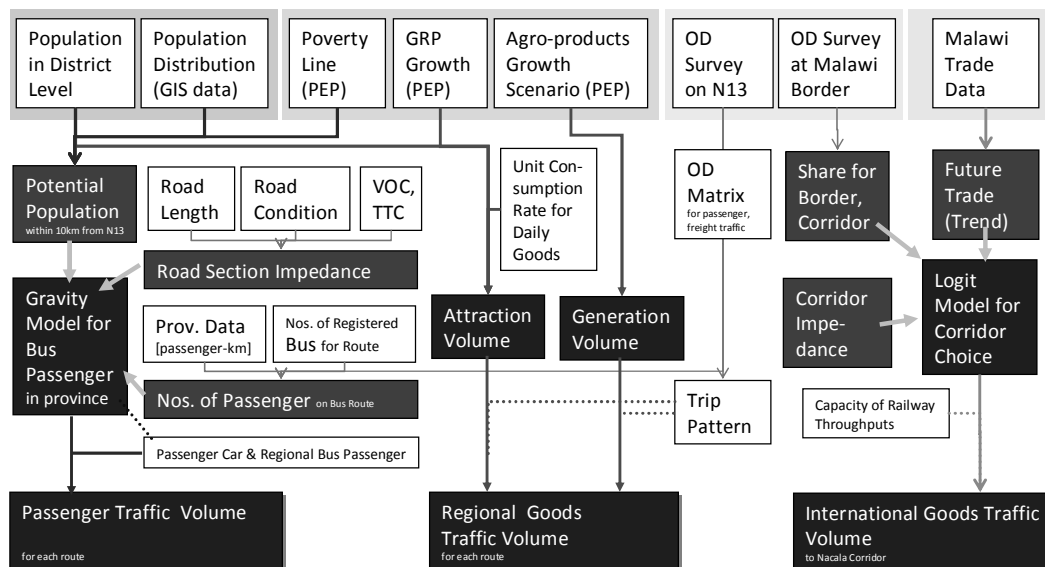 Population
in District
Level
Population
Distribution
(GIS data)
Poverty
Line
(PEP)
GRP
Growth
(PEP)
Agro-products
Growth
Scenario (PEP)
OD
Survey
on N13
OD Survey
at Malawi
Border
Malawi
Trade
Data
Potential
Population
within 10km from N13
Road
Length
Road
Condition
VOC,
TTC
Unit Con-
sumption
Rate for
Daily
Goods
OD
Matrix
for passenger,
freight traffic
Share for
Border,
Corridor
Future
Trade
(Trend)
Road Section Impedance
Gravity
Model for
Bus
Passenger
in province
Prov. Data
[passenger-km]
Nos. of Registered
Bus for Route
Attraction
Volume
Generation
Volume
Corridor
Impe-
dance
Logit
Model for
Corridor
Choice
Nos. of Passenger on Bus Route
Trip
Pattern
Capacity of Railway
Throughputs
Passenger Car & Regional Bus Passenger
Passenger Traffic Volume
for each route
Regional Goods
Traffic Volume
for each route
International Goods Traffic
Volume
to Nacala Corridor